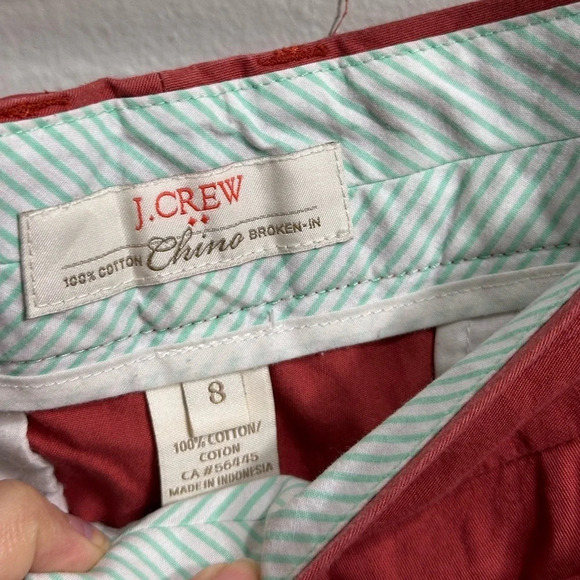 J.CREW
100% COTTON Chino BROKEN-IN
8
100% COTTON/
COTON
CA #56445
MADE IN INDONESIA